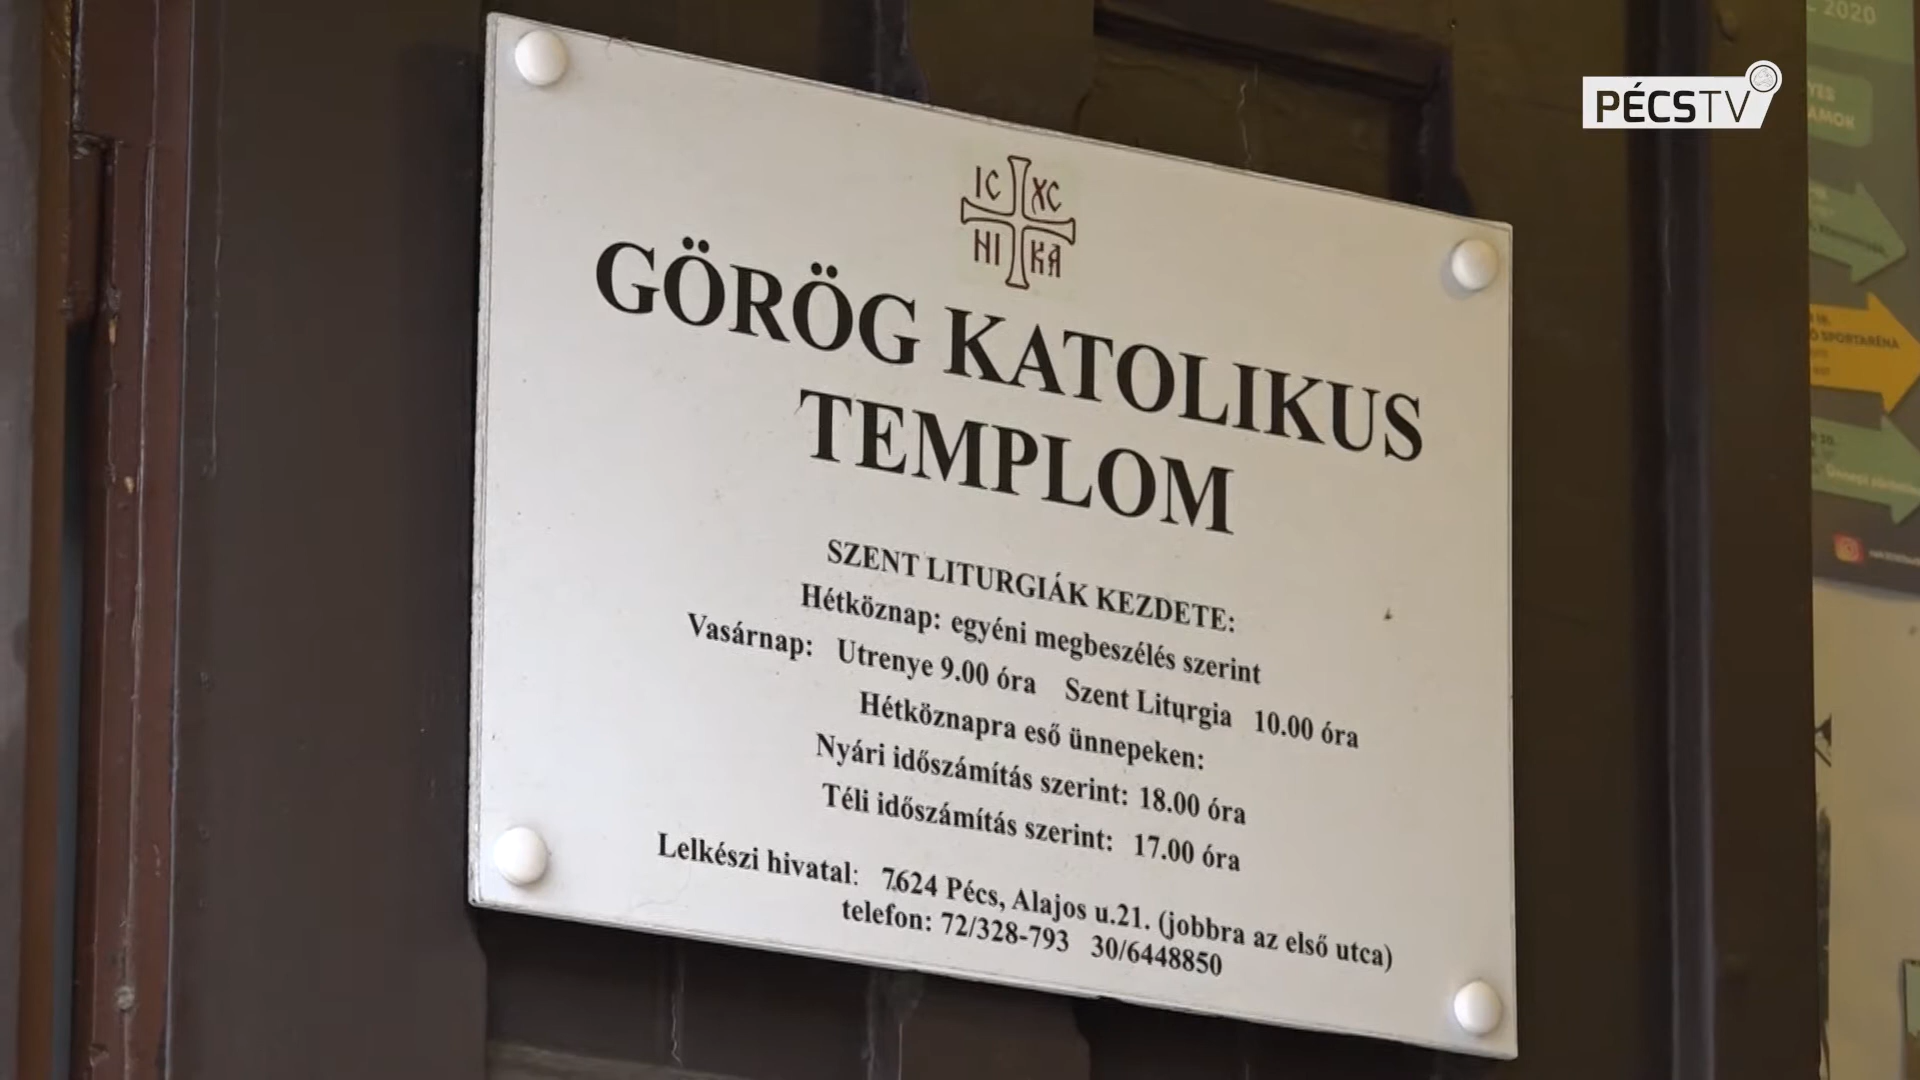 PÉCSTV
2020
IC XC
NI KA
GÖRÖG KATOLIKUS
TEMPLOM
SZENT LITURGIÁK KEZDETE:
Hétköznap: egyéni megbeszélés szerint
Vasárnap: Utrenye 9.00 óra Szent Liturgia 10.00 óra
Hétköznapra eső ünnepeken:
Nyári időszámítás szerint: 18.00 óra
Téli időszámítás szerint: 17.00 óra
Lelkészi hivatal: 7624 Pécs, Alajos u.21. (jobbra az első utca)
telefon: 72/328-793 30/6448850
SPORTARÉNA